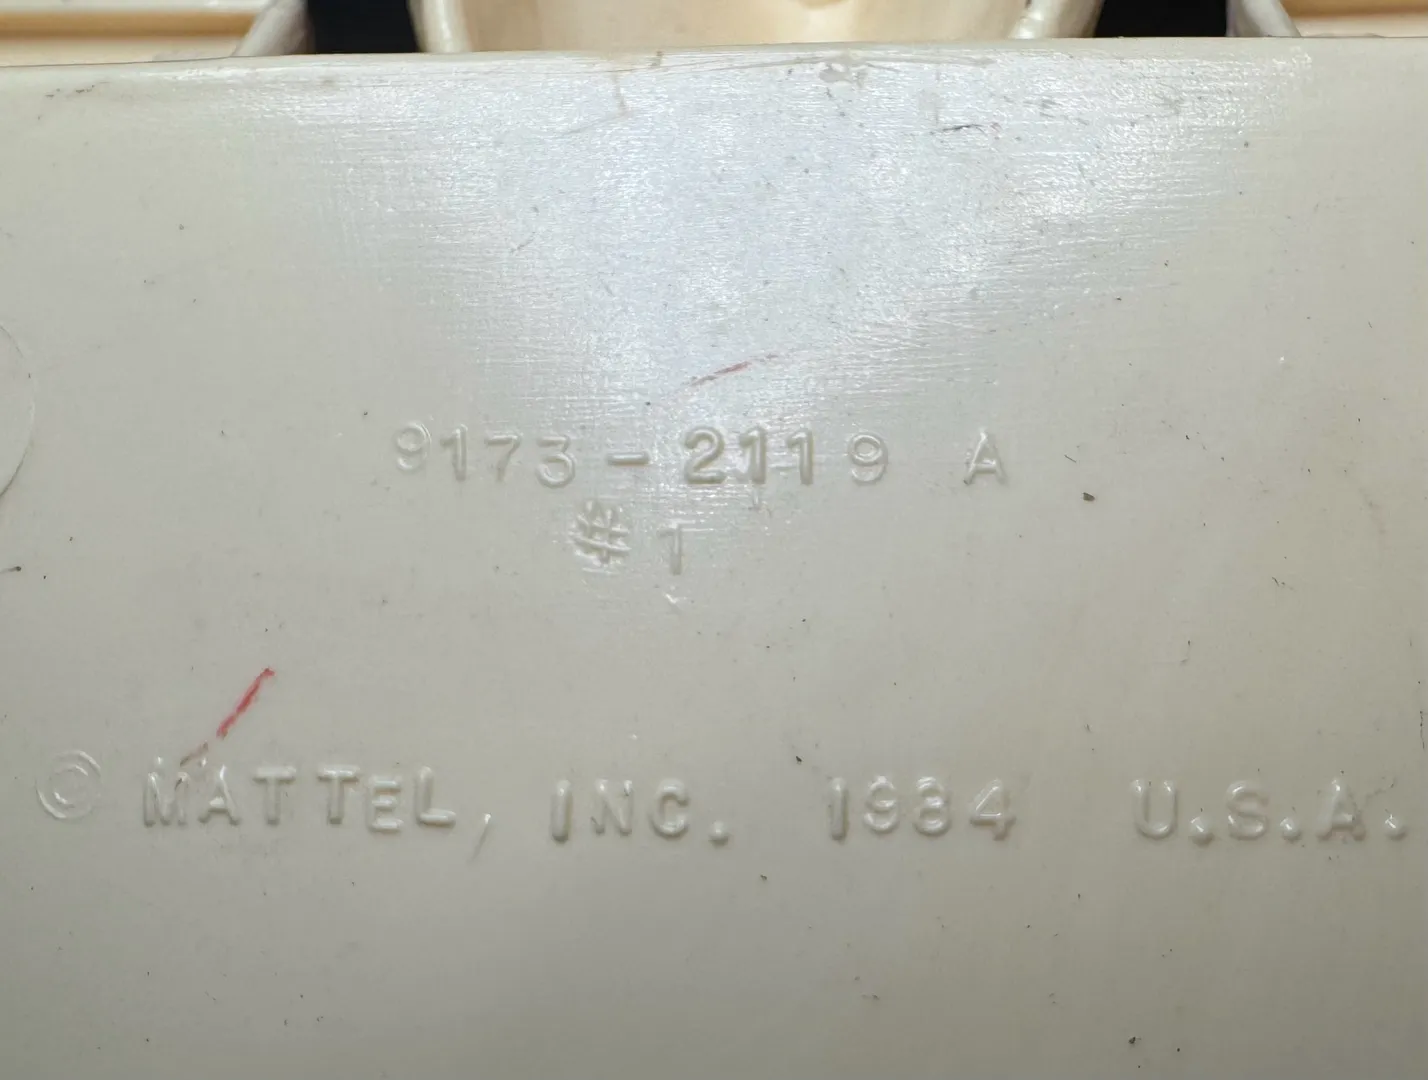 9173-2119 A
# 1
© MATTEL, INC. 1984 U.S.A.